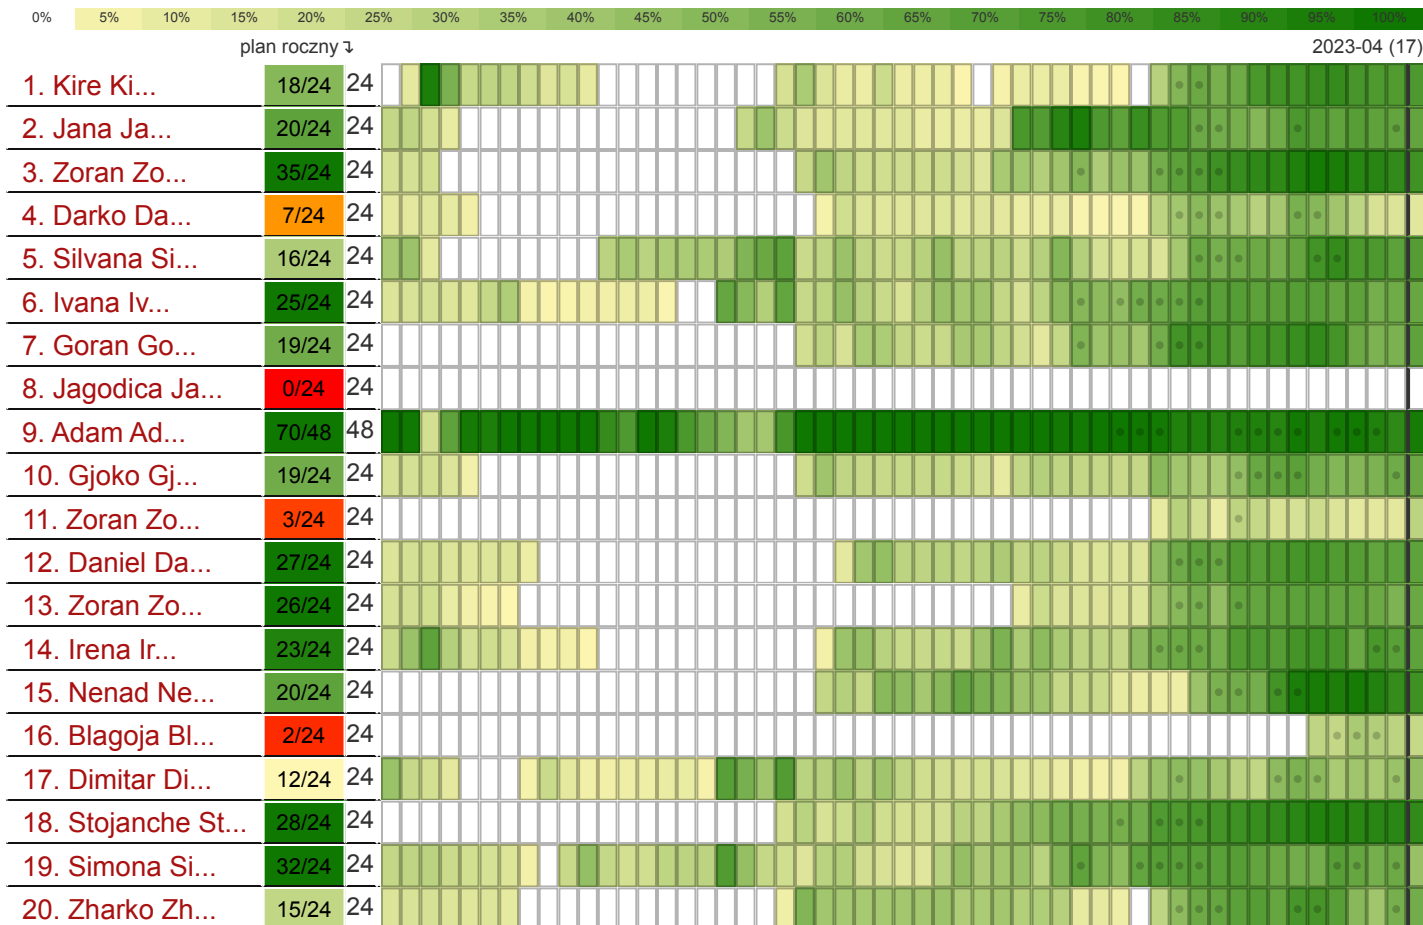 0% 5% 10% 15% 20% 25% 30% 35% 40% 45% 50% 55% 60% 65% 70% 75% 80% 85% 90% 95% 100%
plan roczny ↴ 2023-04 (17)
1. Kire Ki... 18/24 24
2. Jana Ja... 20/24 24
3. Zoran Zo... 35/24 24
4. Darko Da... 7/24 24
5. Silvana Si... 16/24 24
6. Ivana Iv... 25/24 24
7. Goran Go... 19/24 24
8. Jagodica Ja... 0/24 24
9. Adam Ad... 70/48 48
10. Gjoko Gj... 19/24 24
11. Zoran Zo... 3/24 24
12. Daniel Da... 27/24 24
13. Zoran Zo... 26/24 24
14. Irena Ir... 23/24 24
15. Nenad Ne... 20/24 24
16. Blagoja Bl... 2/24 24
17. Dimitar Di... 12/24 24
18. Stojanche St... 28/24 24
19. Simona Si... 32/24 24
20. Zharko Zh... 15/24 24